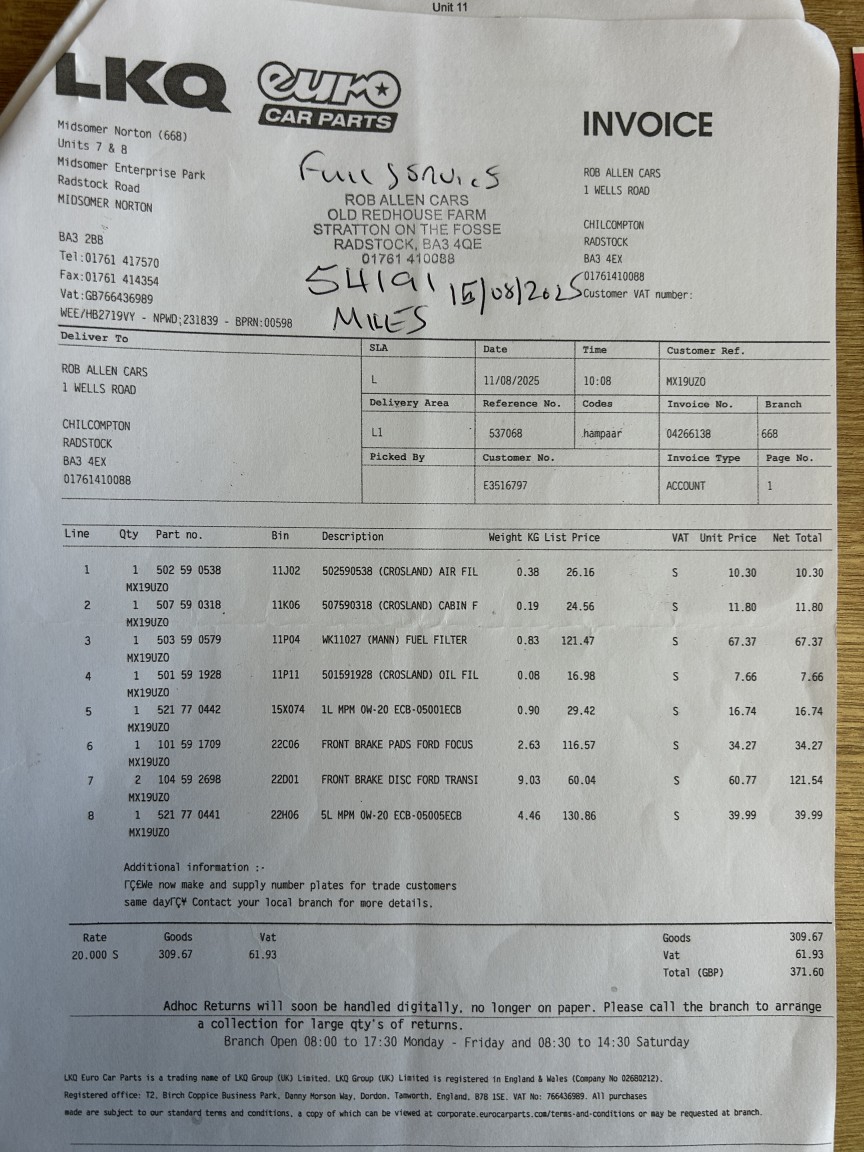 Unit 11
LKQ euro CAR PARTS
INVOICE
Midsomer Norton (668)
Units 7 & 8
Midsomer Enterprise Park
Radstock Road
MIDSOMER NORTON
BA3 2BB
Tel:01761 417570
Fax:01761 414354
Vat:GB766436989
WEE/HB2719VY - NPWD:231839 - BPRN:00598
Full Service
ROB ALLEN CARS
OLD REDHOUSE FARM
STRATTON ON THE FOSSE
RADSTOCK, BA3 4QE
01761 410088
54191 15/08/2025
MILES
ROB ALLEN CARS
1 WELLS ROAD
CHILCOMPTON
RADSTOCK
BA3 4EX
01761410088
Customer VAT number:
Deliver To
ROB ALLEN CARS
1 WELLS ROAD
CHILCOMPTON
RADSTOCK
BA3 4EX
01761410088
SLA Date Time Customer Ref.
L 11/08/2025 10:08 MX19UZO
Delivery Area Reference No. Codes Invoice No. Branch
L1 537068 hampaar 04266138 668
Picked By Customer No. Invoice Type Page No.
E3516797 ACCOUNT 1
Line Qty Part no. Bin Description Weight KG List Price VAT Unit Price Net Total
1 1 502 59 0538 11J02 502590538 (CROSLAND) AIR FIL 0.38 26.16 S 10.30 10.30
MX19UZO
2 1 507 59 0318 11K06 507590318 (CROSLAND) CABIN F 0.19 24.56 S 11.80 11.80
MX19UZO
3 1 503 59 0579 11P04 WK11027 (MANN) FUEL FILTER 0.83 121.47 S 67.37 67.37
MX19UZO
4 1 501 59 1928 11P11 501591928 (CROSLAND) OIL FIL 0.08 16.98 S 7.66 7.66
MX19UZO
5 1 521 77 0442 15X074 1L MPM 0W-20 ECB-05001ECB 0.90 29.42 S 16.74 16.74
MX19UZO
6 1 101 59 1709 22C06 FRONT BRAKE PADS FORD FOCUS 2.63 116.57 S 34.27 34.27
MX19UZO
7 2 104 59 2698 22D01 FRONT BRAKE DISC FORD TRANSI 9.03 60.04 S 60.77 121.54
MX19UZO
8 1 521 77 0441 22H06 5L MPM 0W-20 ECB-05005ECB 4.46 130.86 S 39.99 39.99
MX19UZO
Additional information :-
ΓÇ£We now make and supply number plates for trade customers
same dayΓÇ¥ Contact your local branch for more details.
Rate Goods Vat Goods 309.67
20.000 S 309.67 61.93 Vat 61.93
Total (GBP) 371.60
Adhoc Returns will soon be handled digitally, no longer on paper. Please call the branch to arrange
a collection for large qty's of returns.
Branch Open 08:00 to 17:30 Monday - Friday and 08:30 to 14:30 Saturday
LKQ Euro Car Parts is a trading name of LKQ Group (UK) Limited. LKQ Group (UK) Limited is registered in England & Wales (Company No 02680212).
Registered office: T2, Birch Coppice Business Park, Danny Morson Way, Dordon, Tamworth, England, B78 1SE. VAT No: 766436989. All purchases
made are subject to our standard terms and conditions, a copy of which can be viewed at corporate.eurocarparts.com/terms-and-conditions or may be requested at branch.